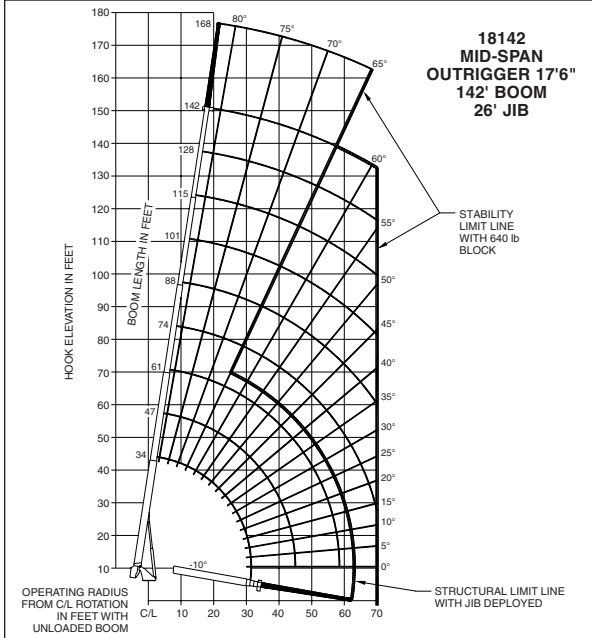 18142
MID-SPAN
OUTRIGGER 17'6"
142' BOOM
26' JIB
180
170
160
150
140
130
120
110
100
90
80
70
60
50
40
30
20
10
HOOK ELEVATION IN FEET
BOOM LENGTH IN FEET
168
142
128
115
101
88
74
61
47
34
80°
75°
70°
65°
60°
55°
50°
45°
40°
35°
30°
25°
20°
15°
10°
5°
0°
-10°
STABILITY
LIMIT LINE
WITH 640 lb
BLOCK
STRUCTURAL LIMIT LINE
WITH JIB DEPLOYED
OPERATING RADIUS
FROM C/L ROTATION
IN FEET WITH
UNLOADED BOOM
C/L 10 20 30 40 50 60 70